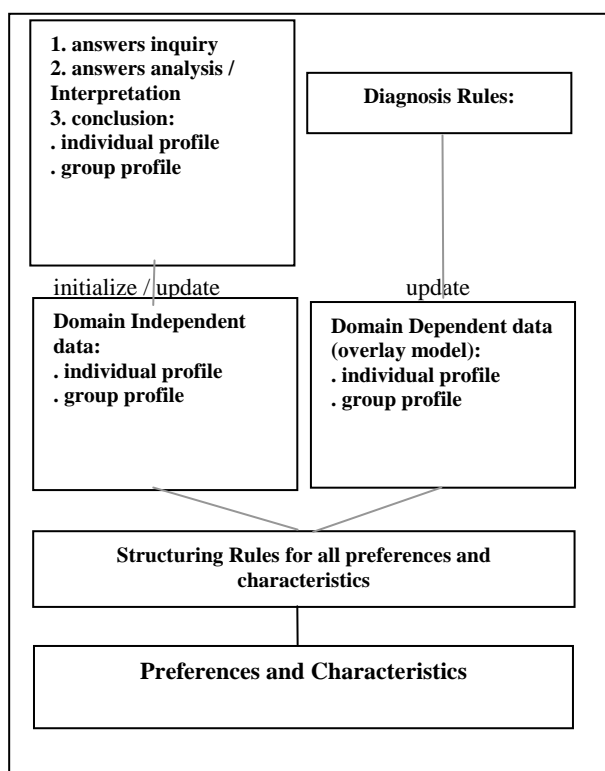 1. answers inquiry
2. answers analysis /
Interpretation
3. conclusion:
. individual profile
. group profile
Diagnosis Rules:
initialize / update
update
Domain Independent
data:
. individual profile
. group profile
Domain Dependent data
(overlay model):
. individual profile
. group profile
Structuring Rules for all preferences and
characteristics
Preferences and Characteristics